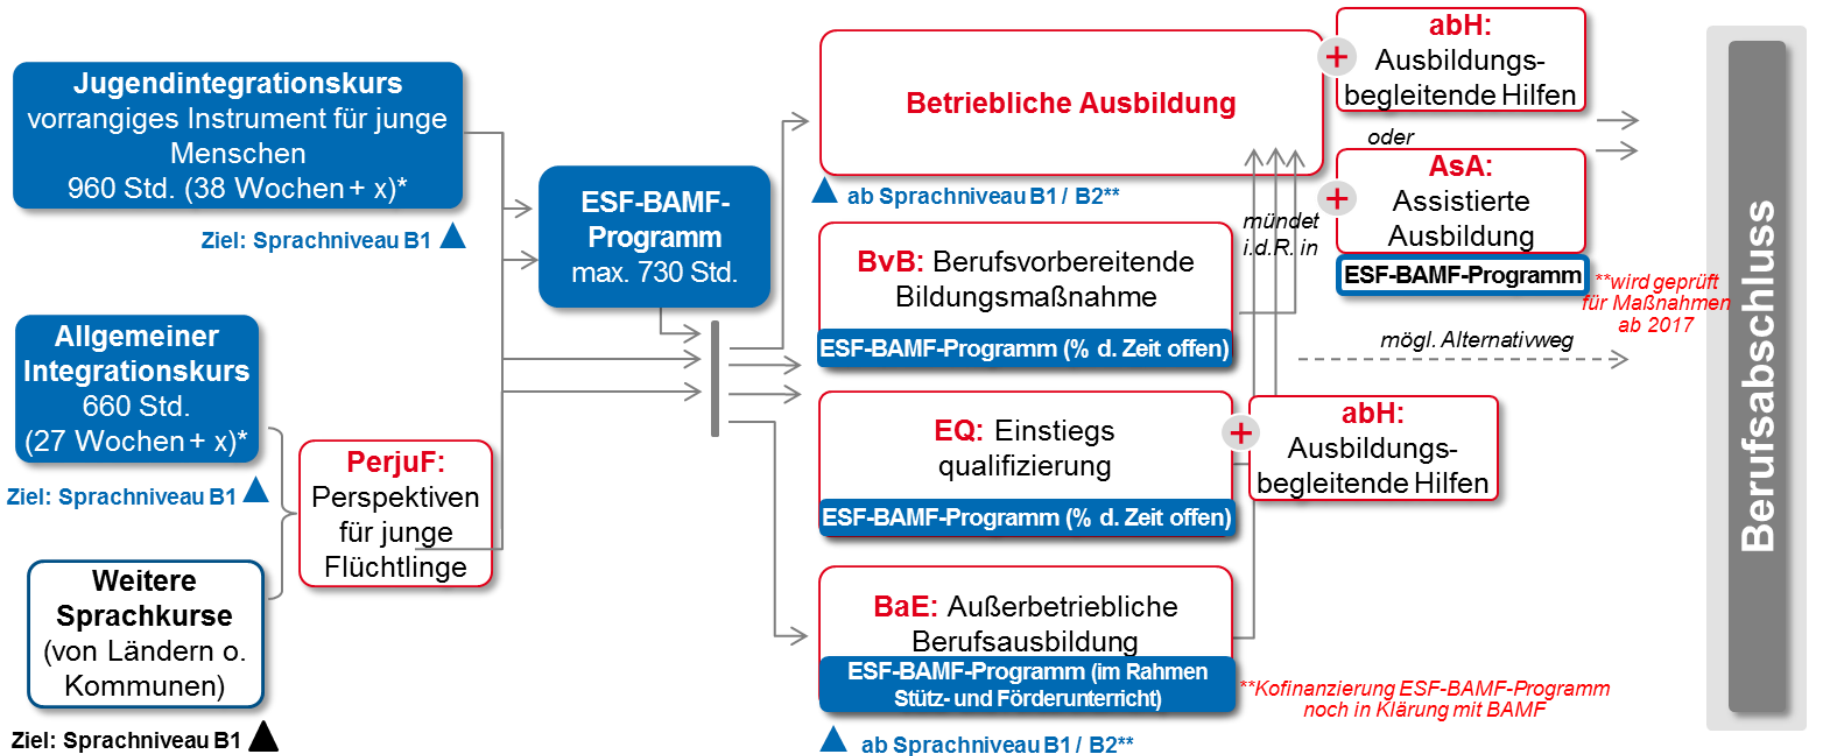 Jugendintegrationskurs
vorrangiges Instrument für junge
Menschen
960 Std. (38 Wochen + x)*
Ziel: Sprachniveau B1
Allgemeiner
Integrationskurs
660 Std.
(27 Wochen + x)*
Ziel: Sprachniveau B1
Weitere
Sprachkurse
(von Ländern o.
Kommunen)
Ziel: Sprachniveau B1
PerjuF:
Perspektiven
für junge
Flüchtlinge
ESF-BAMF-
Programm
max. 730 Std.
Betriebliche Ausbildung
ab Sprachniveau B1 / B2**
+
abH:
Ausbildungs-
begleitende Hilfen
oder
+
AsA:
Assistierte
Ausbildung
ESF-BAMF-Programm
**wird geprüft
für Maßnahmen
ab 2017
mündet
i.d.R. in
BvB: Berufsvorbereitende
Bildungsmaßnahme
ESF-BAMF-Programm (% d. Zeit offen)
mögl. Alternativweg
EQ: Einstiegs
qualifizierung
ESF-BAMF-Programm (% d. Zeit offen)
+
abH:
Ausbildungs-
begleitende Hilfen
BaE: Außerbetriebliche
Berufsausbildung
ESF-BAMF-Programm (im Rahmen
Stütz- und Förderunterricht)
**Kofinanzierung ESF-BAMF-Programm
noch in Klärung mit BAMF
ab Sprachniveau B1 / B2**
Berufsabschluss